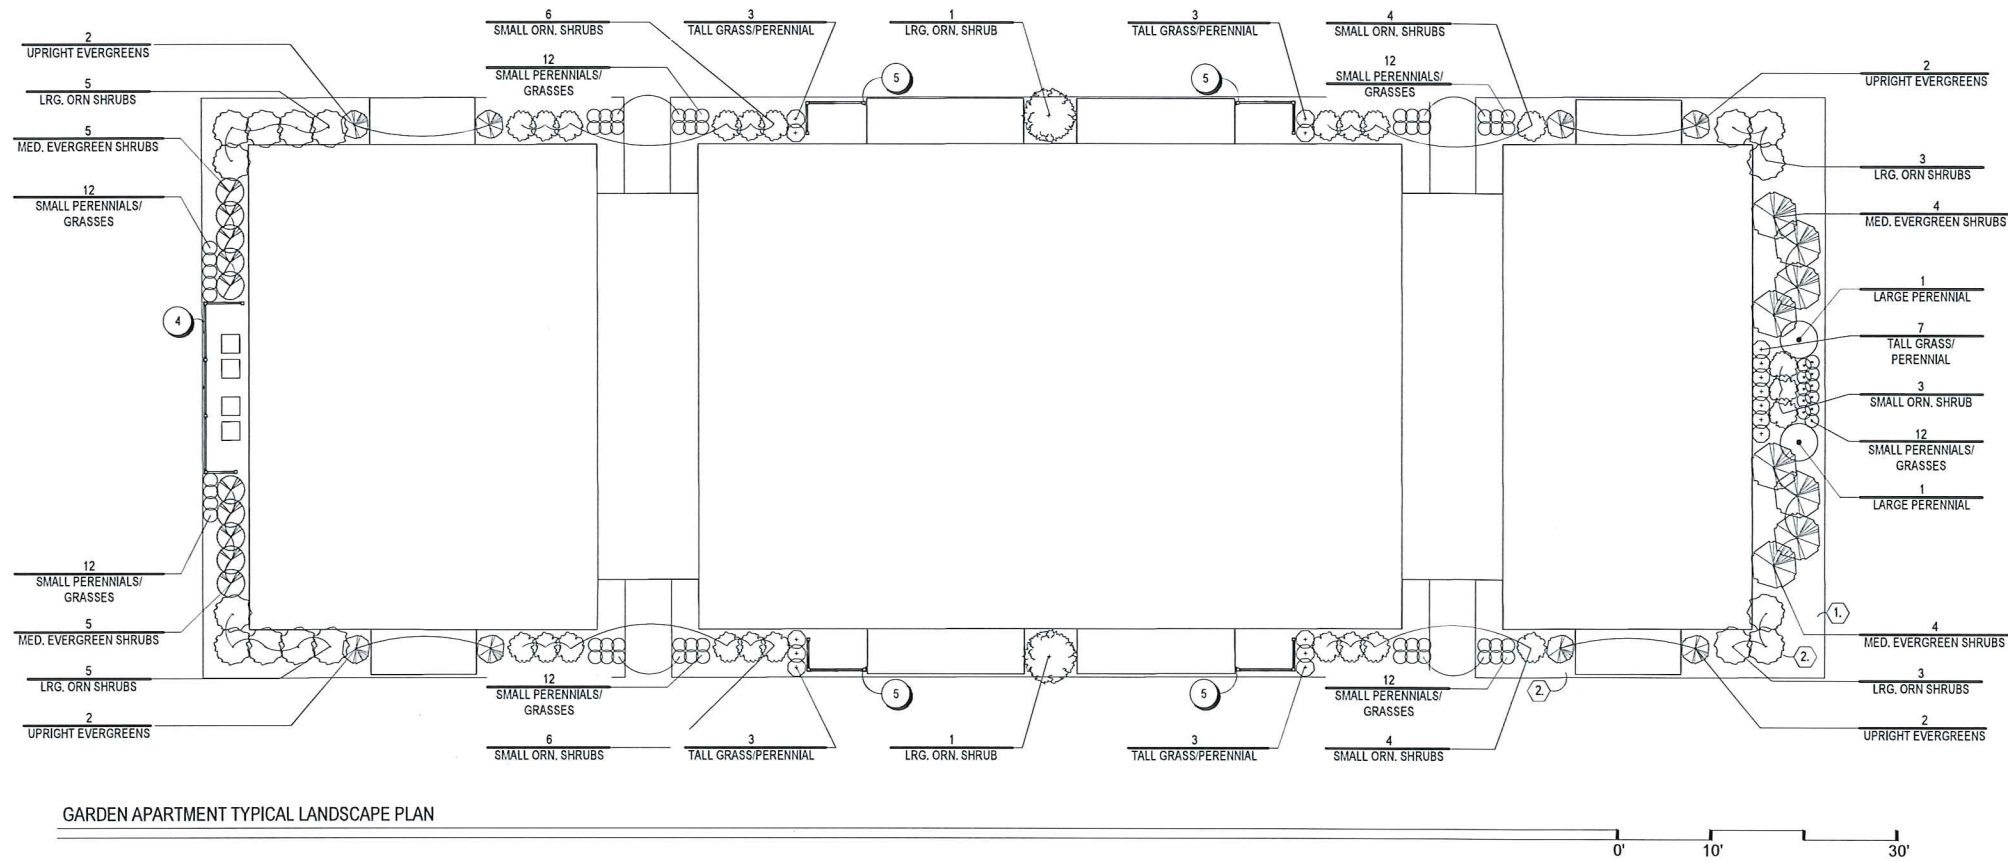 6
SMALL ORN. SHRUBS
3
TALL GRASS/PERENNIAL
1
LRG. ORN. SHRUB
3
TALL GRASS/PERENNIAL
4
SMALL ORN. SHRUBS
2
UPRIGHT EVERGREENS
12
SMALL PERENNIALS/
GRASSES
5
5
12
SMALL PERENNIALS/
GRASSES
2
UPRIGHT EVERGREENS
5
LRG. ORN SHRUBS
5
MED. EVERGREEN SHRUBS
12
SMALL PERENNIALS/
GRASSES
4
3
LRG. ORN SHRUBS
4
MED. EVERGREEN SHRUBS
1
LARGE PERENNIAL
7
TALL GRASS/
PERENNIAL
3
SMALL ORN. SHRUB
12
SMALL PERENNIALS/
GRASSES
1
LARGE PERENNIAL
12
SMALL PERENNIALS/
GRASSES
5
MED. EVERGREEN SHRUBS
5
LRG. ORN SHRUBS
2
UPRIGHT EVERGREENS
1.
2.
2.
4
MED. EVERGREEN SHRUBS
3
LRG. ORN SHRUBS
2
UPRIGHT EVERGREENS
12
SMALL PERENNIALS/
GRASSES
5
5
12
SMALL PERENNIALS/
GRASSES
6
SMALL ORN. SHRUBS
3
TALL GRASS/PERENNIAL
1
LRG. ORN. SHRUB
3
TALL GRASS/PERENNIAL
4
SMALL ORN. SHRUBS
GARDEN APARTMENT TYPICAL LANDSCAPE PLAN
0' 10' 30'